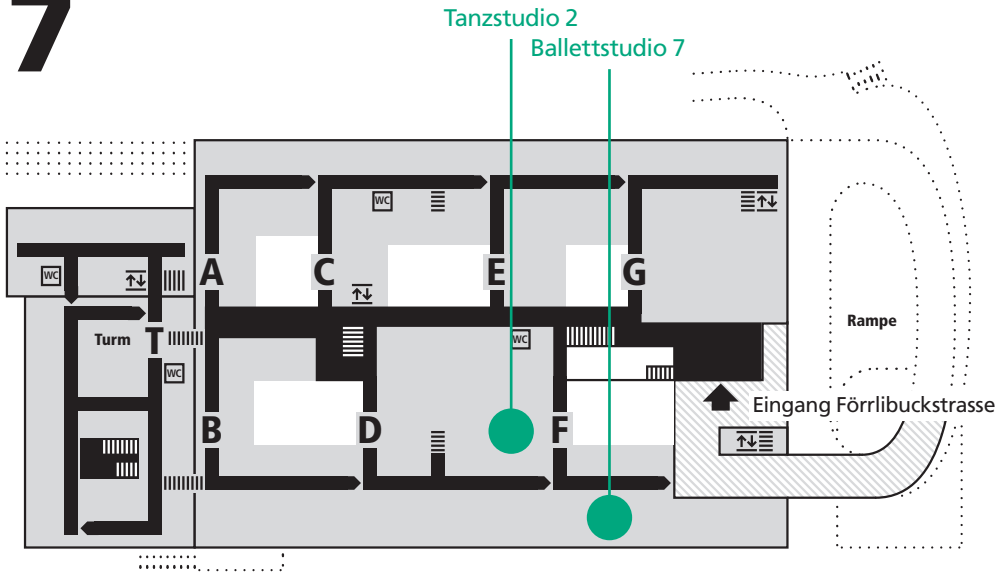 7
Tanzstudio 2
Ballettstudio 7
WC
A
C
E
G
WC
Rampe
Turm
T
WC
WC
Eingang Förrlibuckstrasse
B
D
F